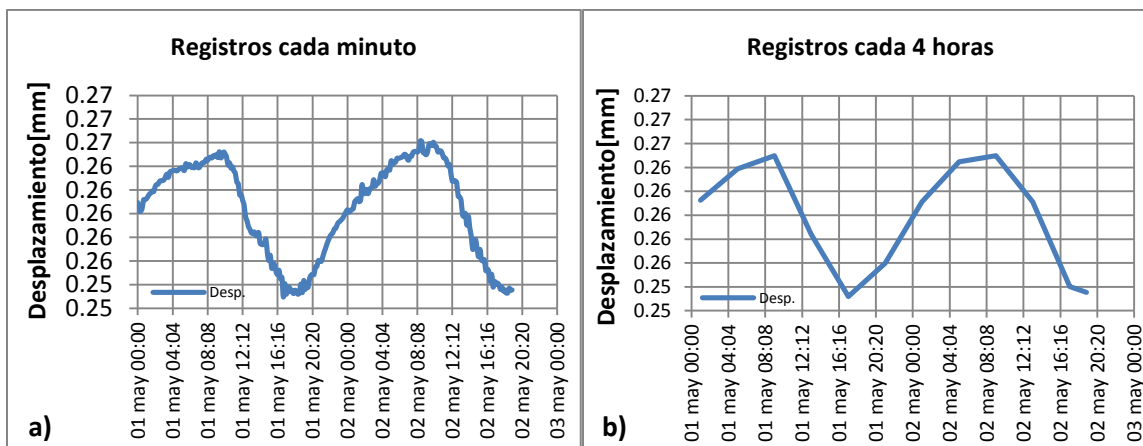 Registros cada minuto
Desplazamiento[mm]
0.27
0.27
0.27
0.26
0.26
0.26
0.26
0.26
0.25
0.25
Desp.
01 may 00:00
01 may 04:04
01 may 08:08
01 may 12:12
01 may 16:16
01 may 20:20
02 may 00:00
02 may 04:04
02 may 08:08
02 may 12:12
02 may 16:16
02 may 20:20
03 may 00:00
a)
Registros cada 4 horas
Desplazamiento[mm]
0.27
0.27
0.27
0.26
0.26
0.26
0.26
0.26
0.25
0.25
Desp.
01 may 00:00
01 may 04:04
01 may 08:08
01 may 12:12
01 may 16:16
01 may 20:20
02 may 00:00
02 may 04:04
02 may 08:08
02 may 12:12
02 may 16:16
02 may 20:20
03 may 00:00
b)